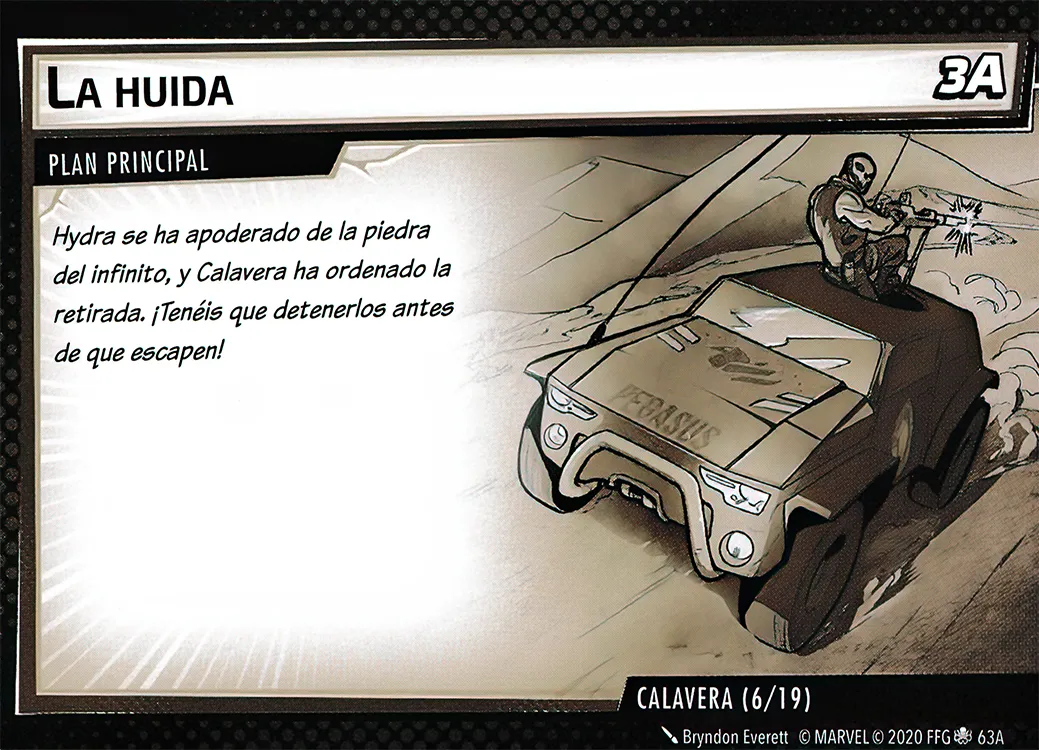 LA HUIDA
3A
PLAN PRINCIPAL
Hydra se ha apoderado de la piedra
del infinito, y Calavera ha ordenado la
retirada. ¡Tenéis que detenerlos antes
de que escapen!
PEGASUS
CALAVERA (6/19)
Bryndon Everett © MARVEL © 2020 FFG 63A